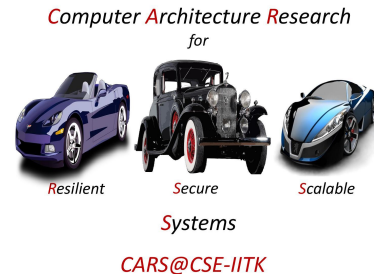 Computer Architecture Research
for
Resilient Secure Scalable
Systems
CARS@CSE-IITK